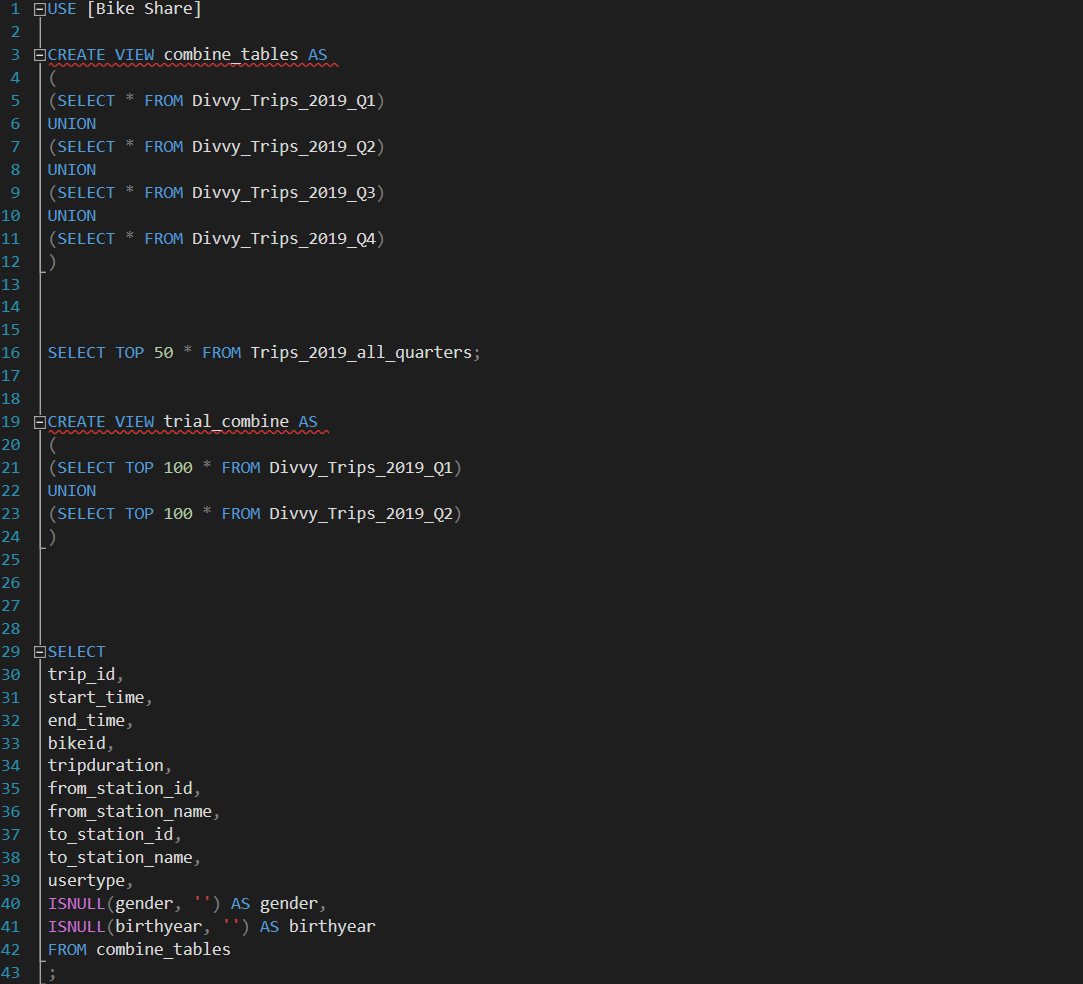 1 USE [Bike Share]
2
3 CREATE VIEW combine_tables AS
4 (
5 (SELECT * FROM Divvy_Trips_2019_Q1)
6 UNION
7 (SELECT * FROM Divvy_Trips_2019_Q2)
8 UNION
9 (SELECT * FROM Divvy_Trips_2019_Q3)
10 UNION
11 (SELECT * FROM Divvy_Trips_2019_Q4)
12 )
13
14
15
16 SELECT TOP 50 * FROM Trips_2019_all_quarters;
17
18
19 CREATE VIEW trial_combine AS
20 (
21 (SELECT TOP 100 * FROM Divvy_Trips_2019_Q1)
22 UNION
23 (SELECT TOP 100 * FROM Divvy_Trips_2019_Q2)
24 )
25
26
27
28
29 SELECT
30 trip_id,
31 start_time,
32 end_time,
33 bikeid,
34 tripduration,
35 from_station_id,
36 from_station_name,
37 to_station_id,
38 to_station_name,
39 usertype,
40 ISNULL(gender, '') AS gender,
41 ISNULL(birthyear, '') AS birthyear
42 FROM combine_tables
43 ;